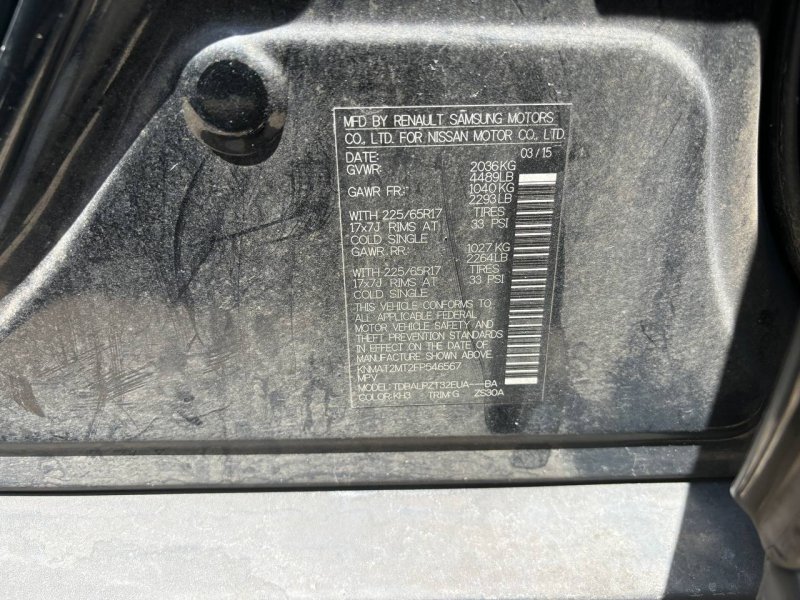 MFD BY RENAULT SAMSUNG MOTORS
CO., LTD. FOR NISSAN MOTOR CO., LTD.
DATE: 03/15
GVWR: 2036KG
4489LB
GAWR FR: 1040KG
2293LB
WITH 225/65R17 TIRES
17x7J RIMS AT 33 PSI
COLD SINGLE
GAWR RR: 1027KG
2264LB
WITH 225/65R17 TIRES
17x7J RIMS AT 33 PSI
COLD SINGLE
THIS VEHICLE CONFORMS TO
ALL APPLICABLE FEDERAL
MOTOR VEHICLE SAFETY AND
THEFT PREVENTION STANDARDS
IN EFFECT ON THE DATE OF
MANUFACTURE SHOWN ABOVE.
KNMAT2MT2FP546567
MPV
MODEL: TDBALPZT32EUA---BA
COLOR:KH3 - TRIM:G ZS30A